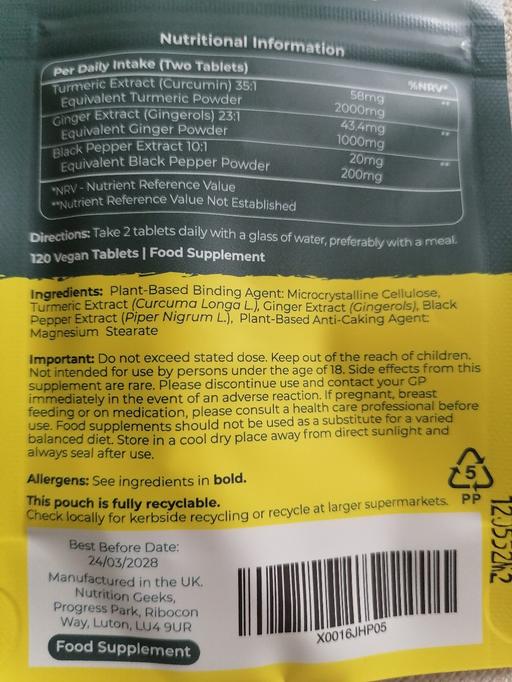 Nutritional Information
Per Daily Intake (Two Tablets) %NRV*
Turmeric Extract (Curcumin) 35:1 58mg **
Equivalent Turmeric Powder 2000mg
Ginger Extract (Gingerols) 23:1 43.4mg **
Equivalent Ginger Powder 1000mg
Black Pepper Extract 10:1 20mg **
Equivalent Black Pepper Powder 200mg
*NRV - Nutrient Reference Value
**Nutrient Reference Value Not Established
Directions: Take 2 tablets daily with a glass of water, preferably with a meal.
120 Vegan Tablets | Food Supplement
Ingredients: Plant-Based Binding Agent: Microcrystalline Cellulose,
Turmeric Extract (Curcuma Longa L.), Ginger Extract (Gingerols), Black
Pepper Extract (Piper Nigrum L.), Plant-Based Anti-Caking Agent:
Magnesium Stearate
Important: Do not exceed stated dose. Keep out of the reach of children.
Not intended for use by persons under the age of 18. Side effects from this
supplement are rare. Please discontinue use and contact your GP
immediately in the event of an adverse reaction. If pregnant, breast
feeding or on medication, please consult a health care professional before
use. Food supplements should not be used as a substitute for a varied
balanced diet. Store in a cool dry place away from direct sunlight and
always seal after use.
Allergens: See ingredients in bold.
This pouch is fully recyclable.
Check locally for kerbside recycling or recycle at larger supermarkets.
5
PP
Best Before Date:
24/03/2028
Manufactured in the UK.
Nutrition Geeks,
Progress Park, Ribocon
Way, Luton, LU4 9UR
Food Supplement
X0016JHP05